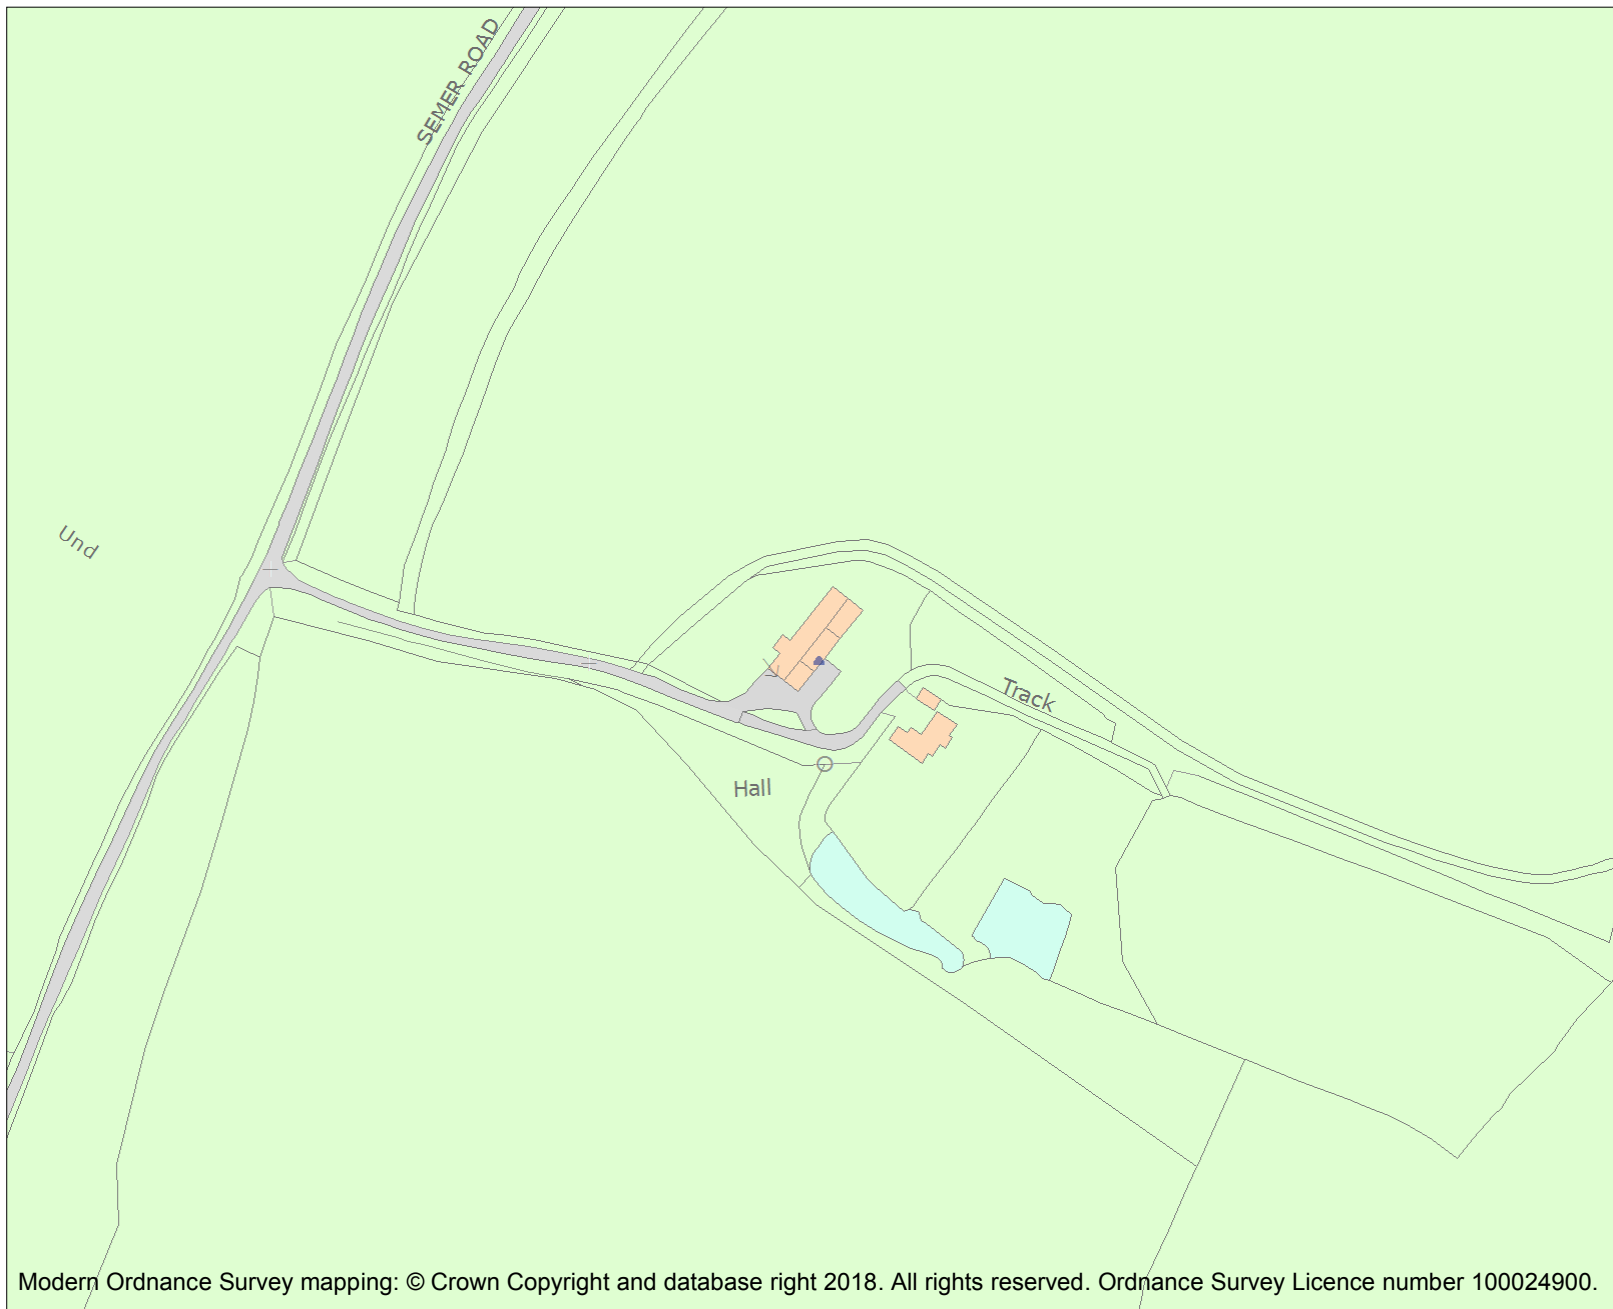 SEMER ROAD
Und
Track
Hall
Modern Ordnance Survey mapping: © Crown Copyright and database right 2018. All rights reserved. Ordnance Survey Licence number 100024900.